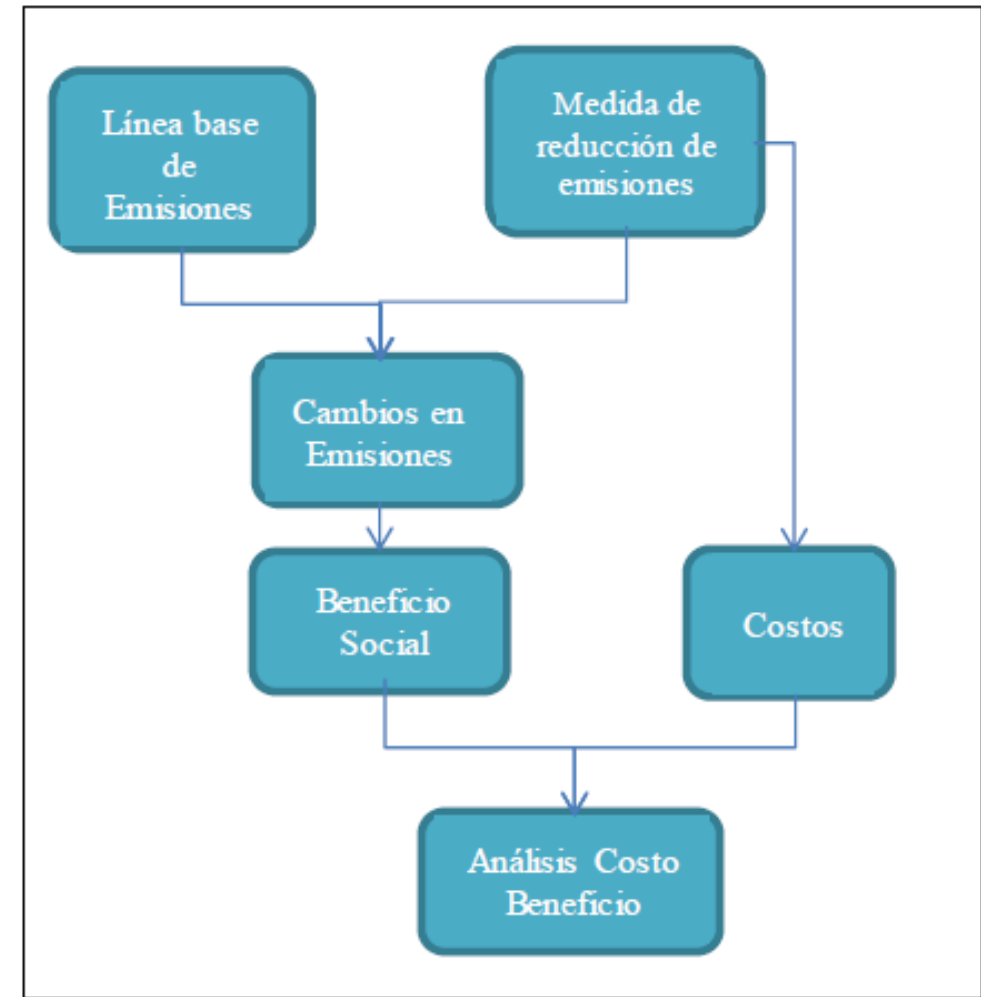 Línea base
de
Emisiones
Medida de
reducción de
emisiones
Cambios en
Emisiones
Beneficio
Social
Costos
Análisis Costo
Beneficio